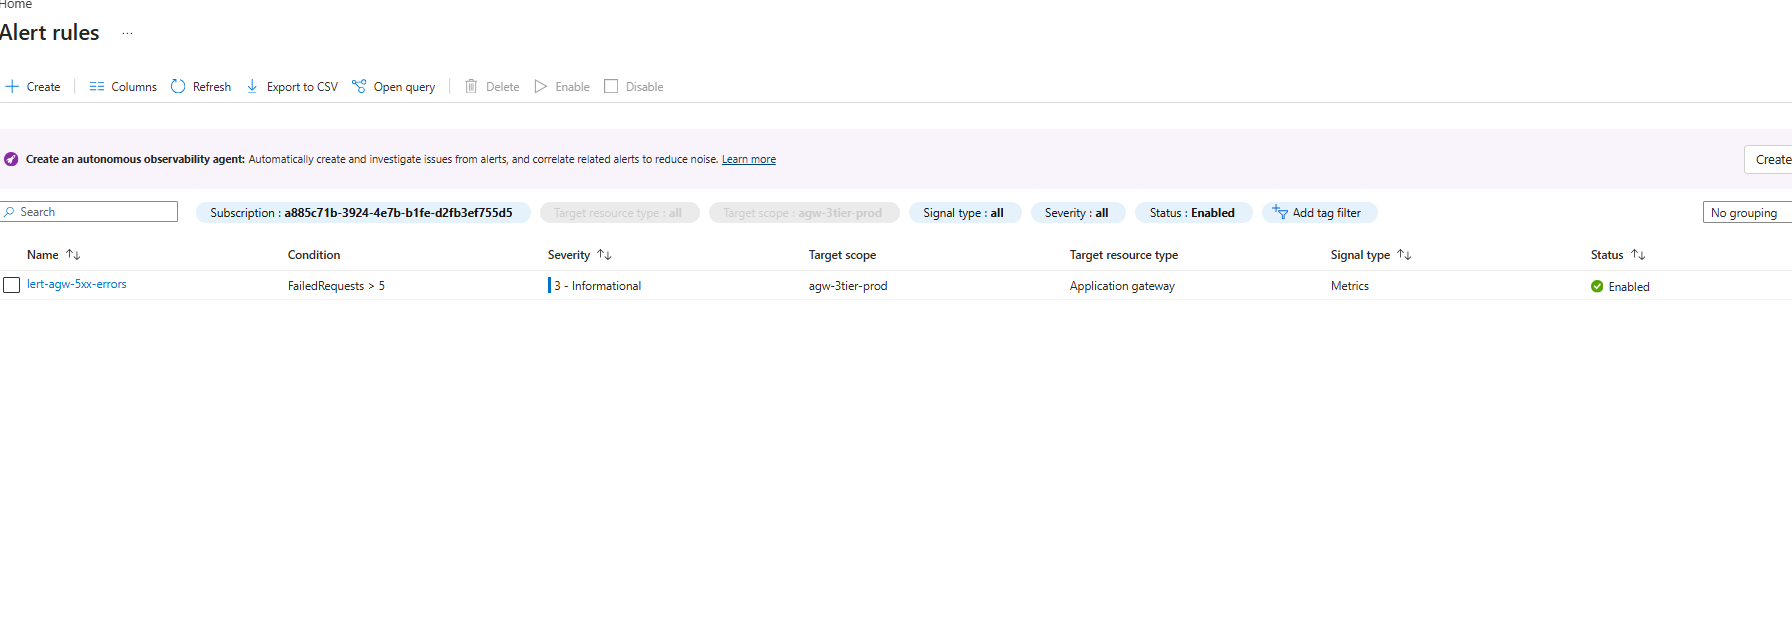 Home
Alert rules ...
Create Columns Refresh Export to CSV Open query Delete Enable Disable
Create an autonomous observability agent: Automatically create and investigate issues from alerts, and correlate related alerts to reduce noise. Learn more Create
Search Subscription : a885c71b-3924-4e7b-b1fe-d2fb3ef755d5 Target resource type : all Target scope : agw-3tier-prod Signal type : all Severity : all Status : Enabled Add tag filter No grouping
Name Condition Severity Target scope Target resource type Signal type Status
lert-agw-5xx-errors FailedRequests > 5 3 - Informational agw-3tier-prod Application gateway Metrics Enabled